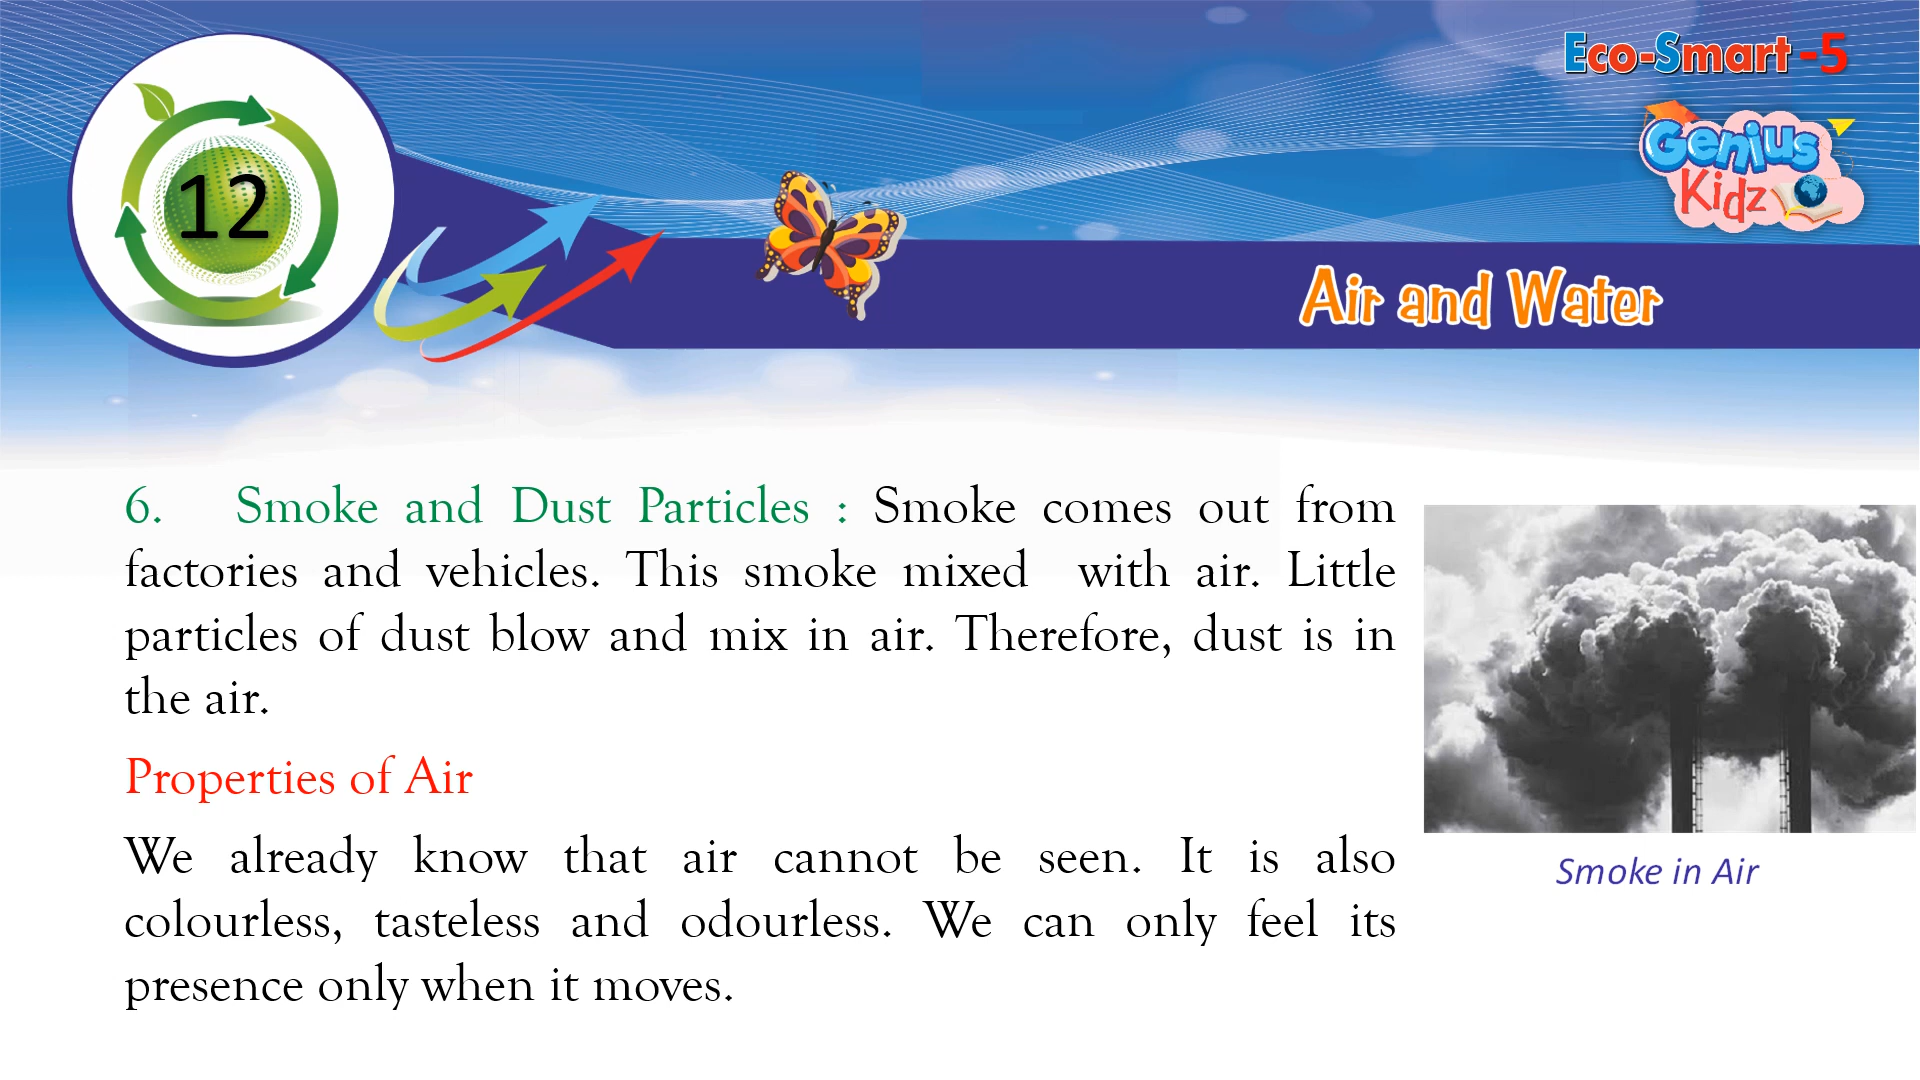 Eco-Smart -5
Genius
Kidz
12
Air and Water
6. Smoke and Dust Particles : Smoke comes out from
factories and vehicles. This smoke mixed with air. Little
particles of dust blow and mix in air. Therefore, dust is in
the air.
Properties of Air
We already know that air cannot be seen. It is also
colourless, tasteless and odourless. We can only feel its
presence only when it moves.
Smoke in Air